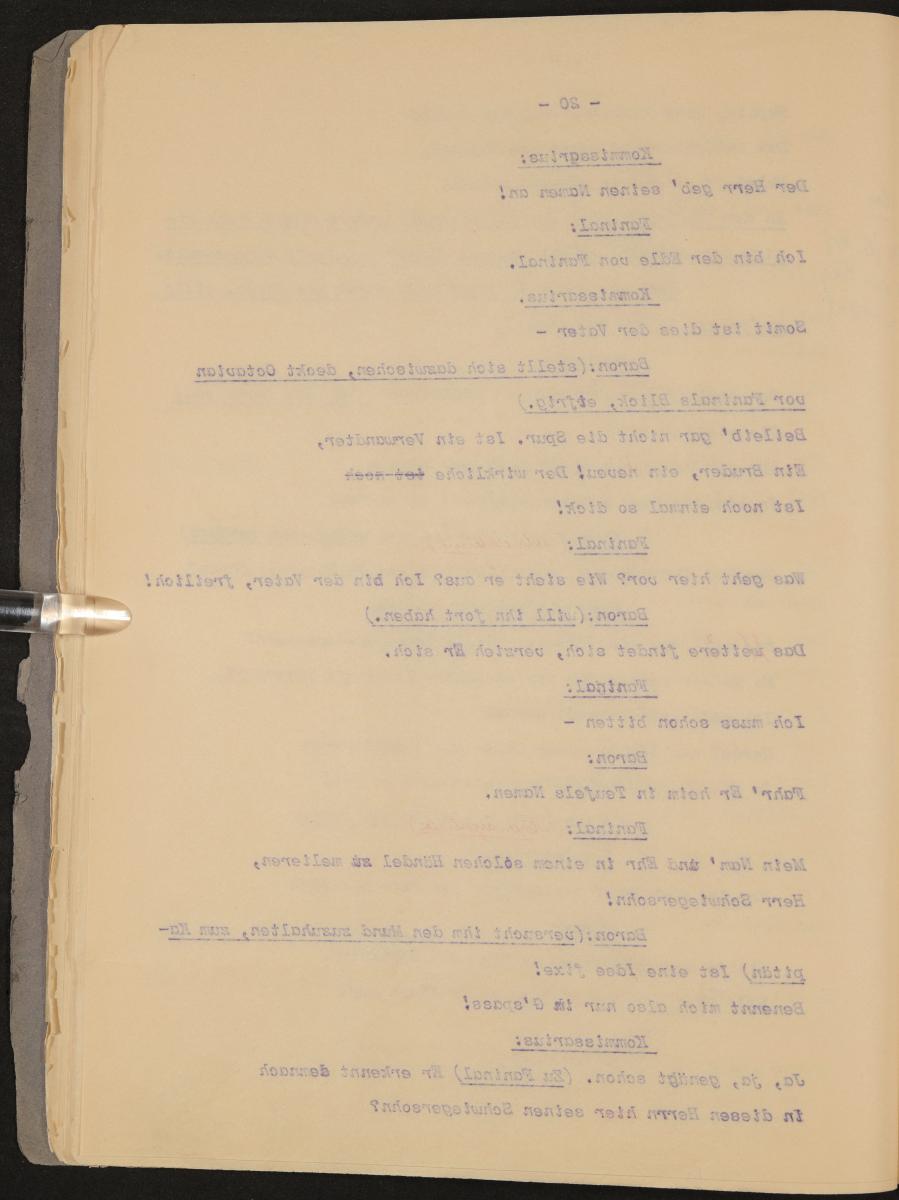 - 20 -
Kommissarius:
Der Herr geb' seinen Namen an!
Faninal:
Ich bin der Edle von Faninal.
Kommissarius.
Somit ist dies der Vater -
Baron:(stellt sich dazwischen, deckt Octavian
vor Faninals Blick, eifrig.)
Beileib' gar nicht die Spur. Ist ein Verwandter,
Ein Bruder, ein neveu! Der wirkliche ist noch
Ist noch einmal so dick!
Faninal:
Was geht hier vor? Wie sieht er aus? Ich bin der Vater, freilich!
Baron:(will ihn fort haben.)
Das weitere findet sich, verzieh Er sich.
Faninal:
Ich muss schon bitten -
Baron:
Fahr' Er heim in Teufels Namen.
Faninal:
Mein Nam' und Ehr in einem solchen Händel zu melieren,
Herr Schwiegersohn!
Baron:(versucht ihm den Mund zuzuhalten, zum Ka-
pitän) Ist eine Idee fixe!
Benennt mich also nur im G'spass!
Kommissarius:
Ja, ja, genügt schon. (Zu Faninal) Er erkennt demnach
in diesen Herrn hier seinen Schwiegersohn?